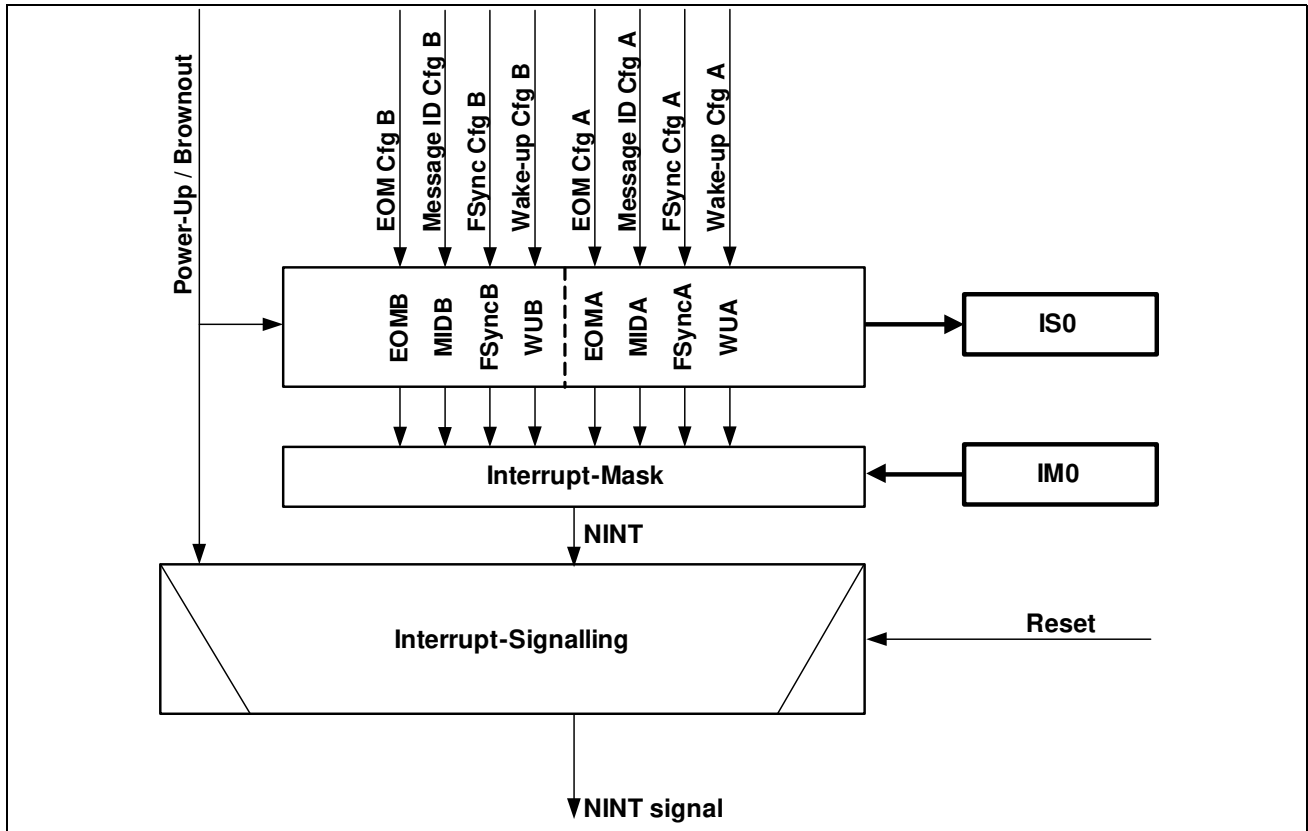 Power-Up / Brownout
EOM Cfg B
Message ID Cfg B
FSync Cfg B
Wake-up Cfg B
EOM Cfg A
Message ID Cfg A
FSync Cfg A
Wake-up Cfg A
EOMB
MIDB
FSyncB
WUB
EOMA
MIDA
FSyncA
WUA
IS0
Interrupt-Mask
IM0
NINT
Interrupt-Signalling
Reset
NINT signal